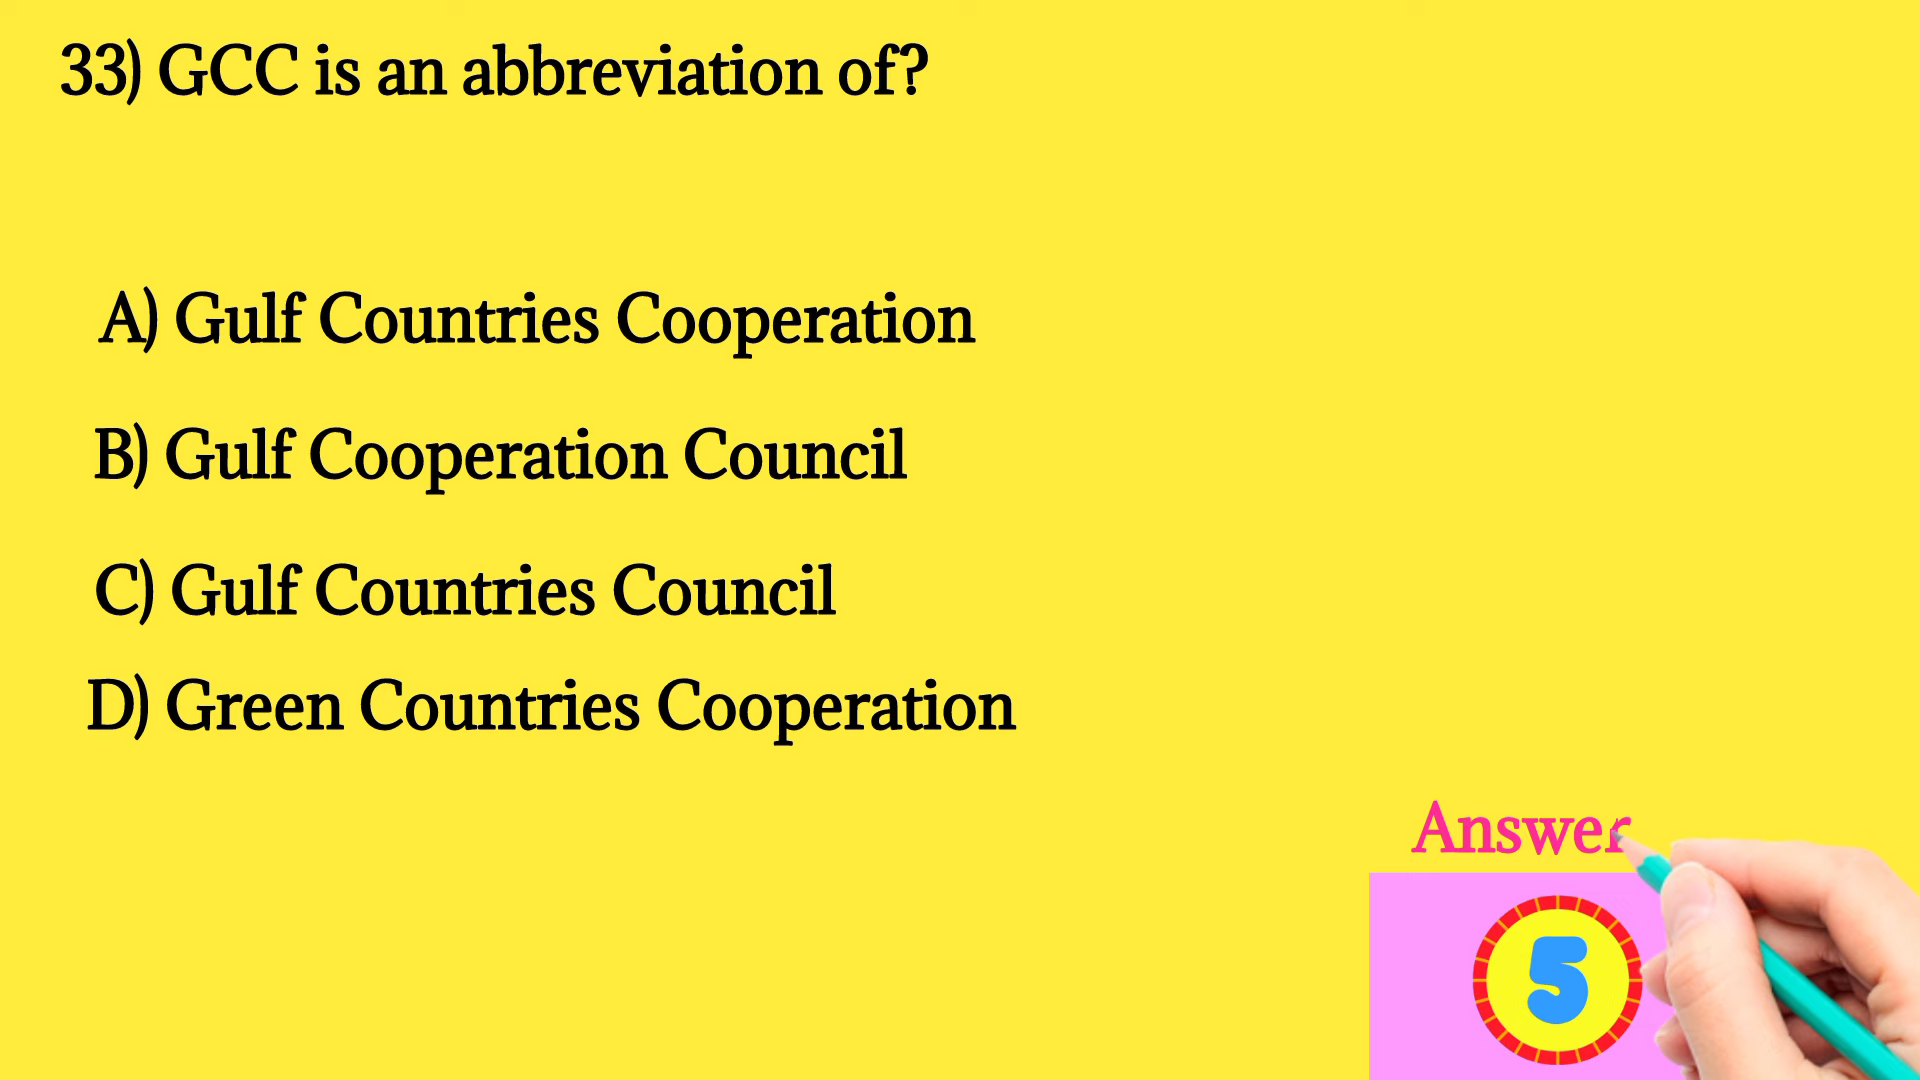 33) GCC is an abbreviation of?
A) Gulf Countries Cooperation
B) Gulf Cooperation Council
C) Gulf Countries Council
D) Green Countries Cooperation
Answer
5